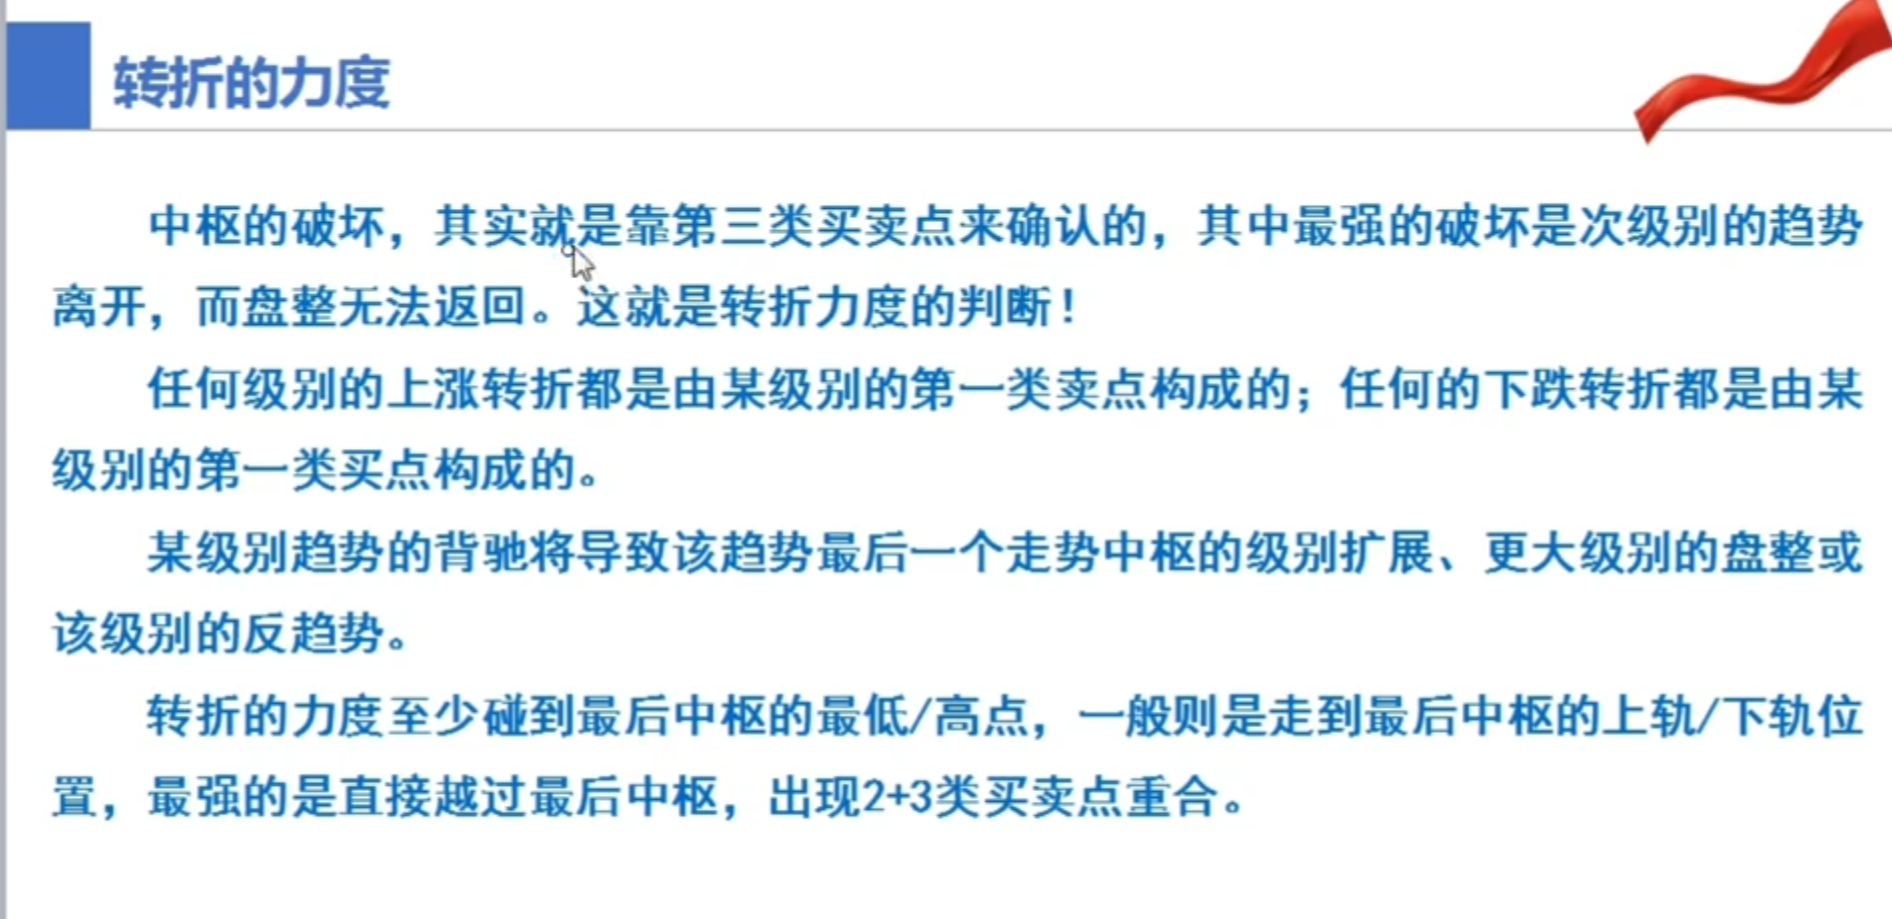 转折的力度
中枢的破坏，其实就是靠第三类买卖点来确认的，其中最强的破坏是次级别的趋势
离开，而盘整无法返回。这就是转折力度的判断！
任何级别的上涨转折都是由某级别的第一类卖点构成的；任何的下跌转折都是由某
级别的第一类买点构成的。
某级别趋势的背驰将导致该趋势最后一个走势中枢的级别扩展、更大级别的盘整或
该级别的反趋势。
转折的力度至少碰到最后中枢的最低/高点，一般则是走到最后中枢的上轨/下轨位
置，最强的是直接越过最后中枢，出现2+3类买卖点重合。